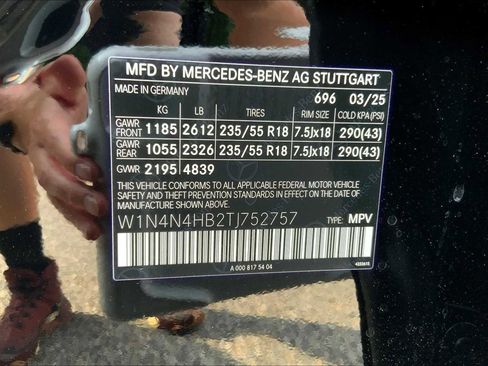 MFD BY MERCEDES-BENZ AG STUTTGART
MADE IN GERMANY 696 03/25
KG LB TIRES RIM SIZE COLD KPA(PSI)
GAWR FRONT 1185 2612 235/55 R18 7.5Jx18 290(43)
GAWR REAR 1055 2326 235/55 R18 7.5Jx18 290(43)
GVWR 2195 4839
THIS VEHICLE CONFORMS TO ALL APPLICABLE FEDERAL MOTOR VEHICLE
SAFETY, BUMPER, AND THEFT PREVENTION STANDARDS IN
EFFECT ON THE DATE OF MANUFACTURE
SHOWN ABOVE.
W1N4N4HB2TJ752757 TYPE: MPV
A 000 817 54 04